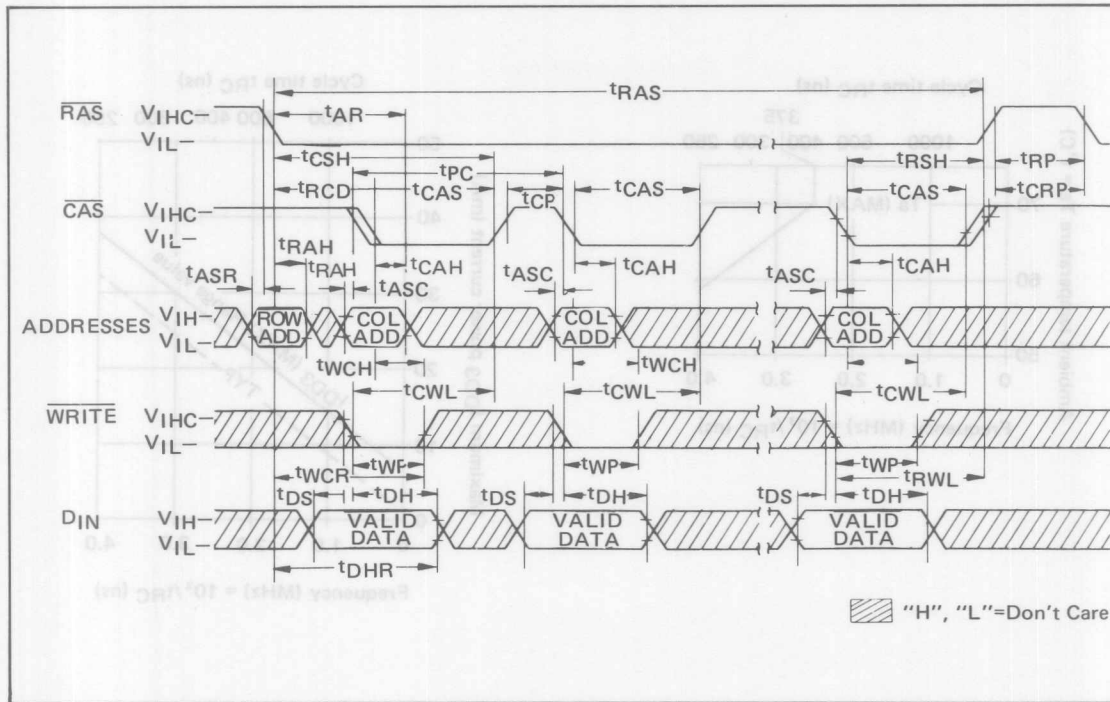 tRAS
RAS VIHC VIL
tAR
tCSH
tPC
tRSH tRP
tRCD tCAS tCP tCAS tCAS tCRP
CAS VIHC VIL
tRAH
tASR tRAH tCAH tASC tCAH tASC tCAH
tASC
ADDRESSES VIH VIL
ROW ADD
COL ADD
COL ADD
COL ADD
tWCH tWCH
tCWL tCWL tCWL
WRITE VIHC VIL
tWCR tWP tWP tWP
tRWL
tDS tDH tDS tDH tDS tDH
DIN VIH VIL
VALID DATA
VALID DATA
VALID DATA
tDHR
"H", "L"=Don't Care